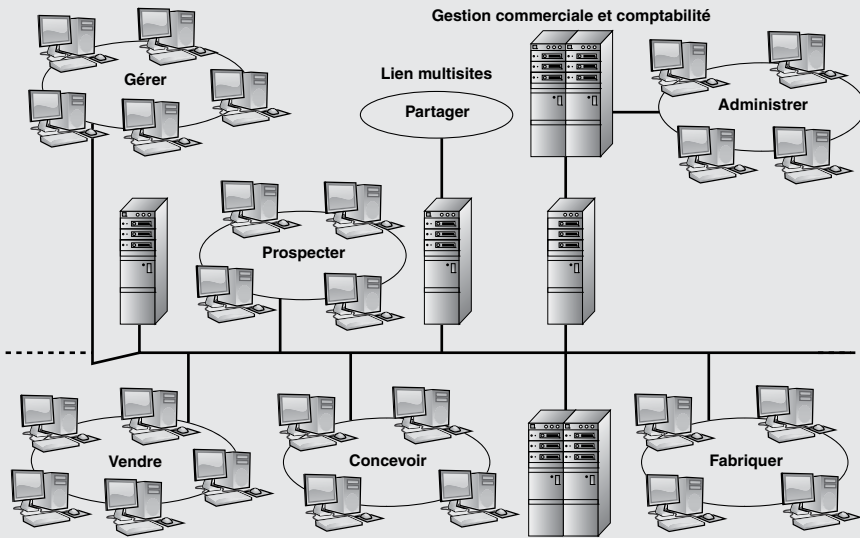 Gestion commerciale et comptabilité
Gérer
Lien multisites
Partager
Administrer
Prospecter
Vendre
Concevoir
Fabriquer